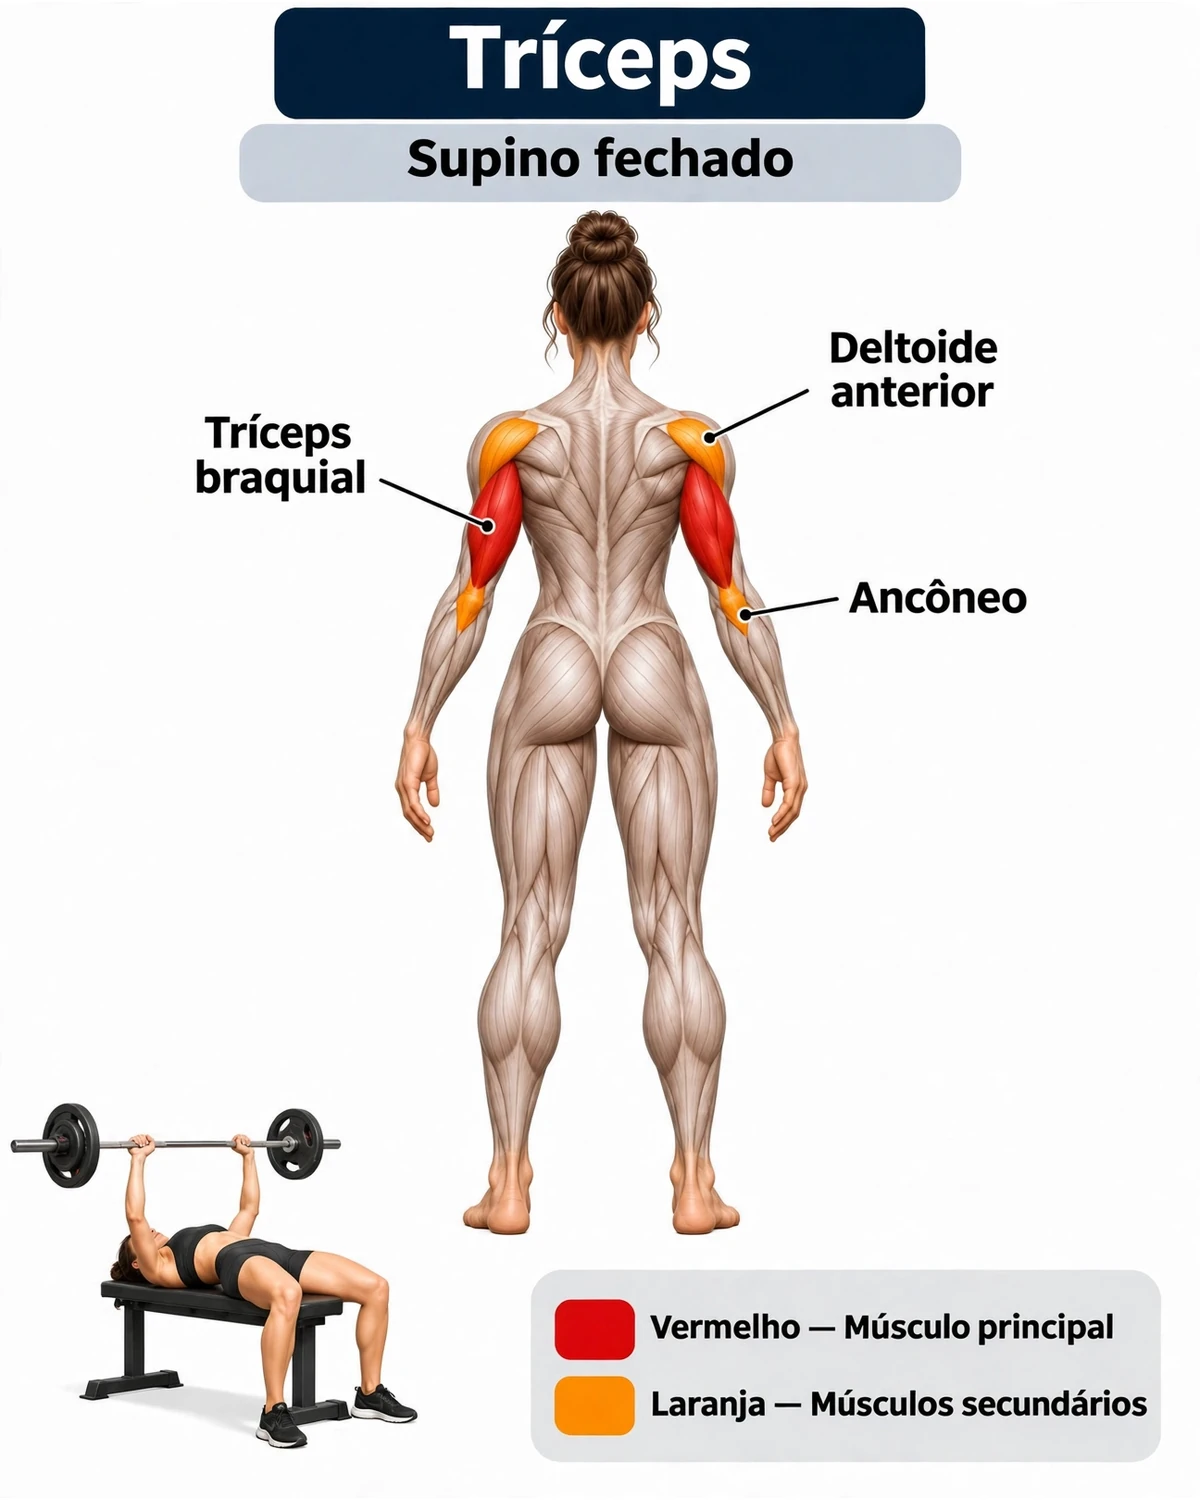 Tríceps
Supino fechado
Deltoide
anterior
Tríceps
braquial
Ancôneo
Vermelho — Músculo principal
Laranja — Músculos secundários